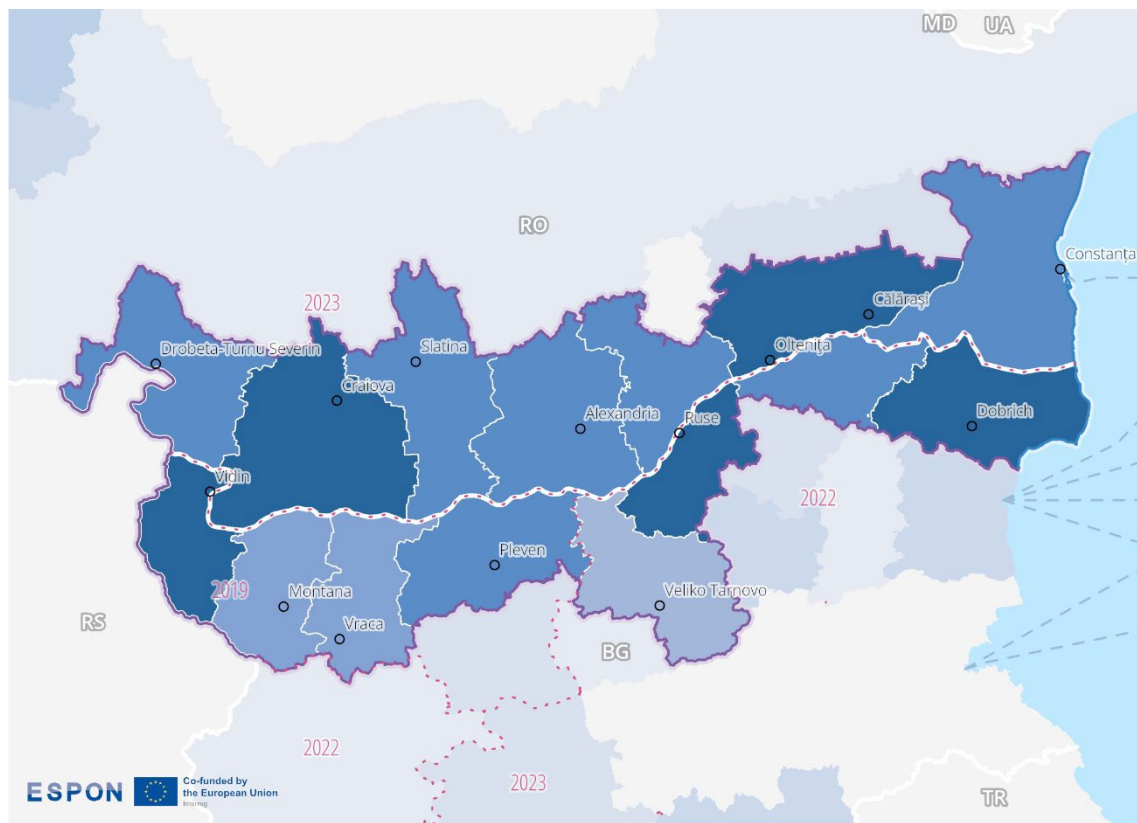 MD
UA
RO
Constanța
2023
Călărași
Drobeta-Turnu Severin
Slatina
Oltenița
Craiova
Alexandria
Ruse
Dobrich
Vidin
2022
Pleven
2019
Montana
Veliko Tarnovo
RS
Vraca
BG
2022
2023
TR
ESPON
Co-funded by
the European Union
Interreg